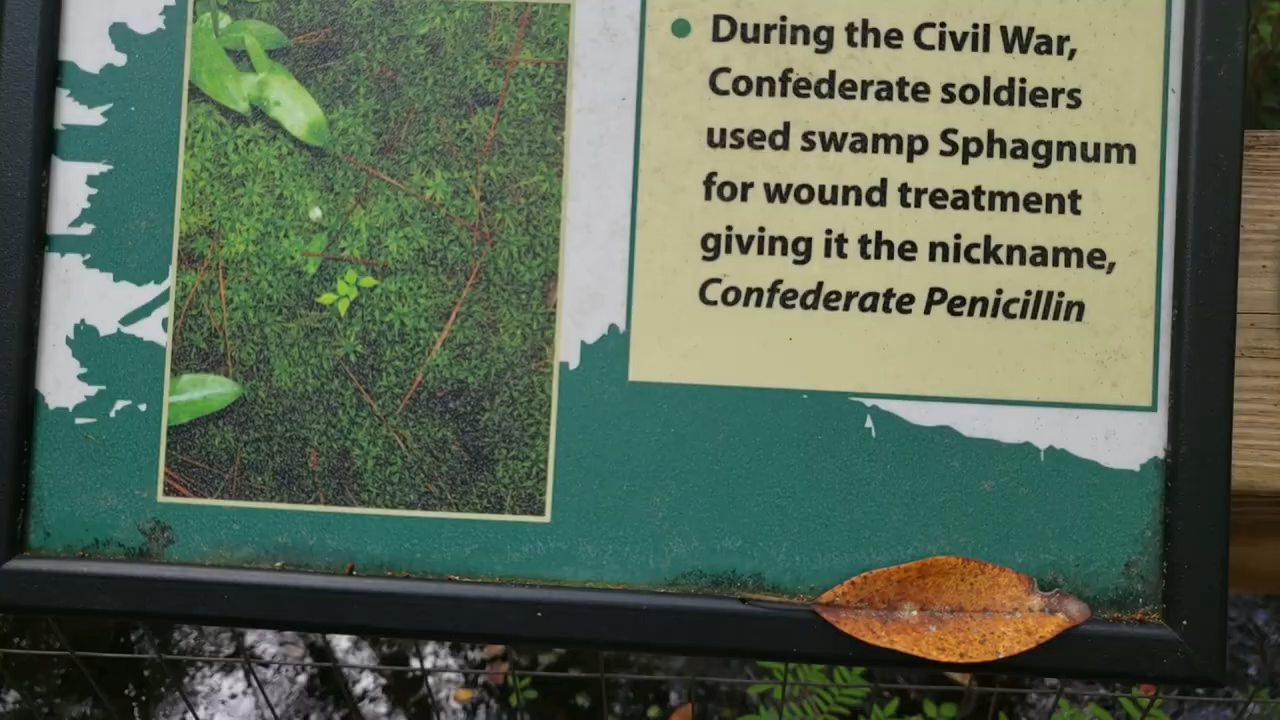 • During the Civil War,
Confederate soldiers
used swamp Sphagnum
for wound treatment
giving it the nickname,
Confederate Penicillin